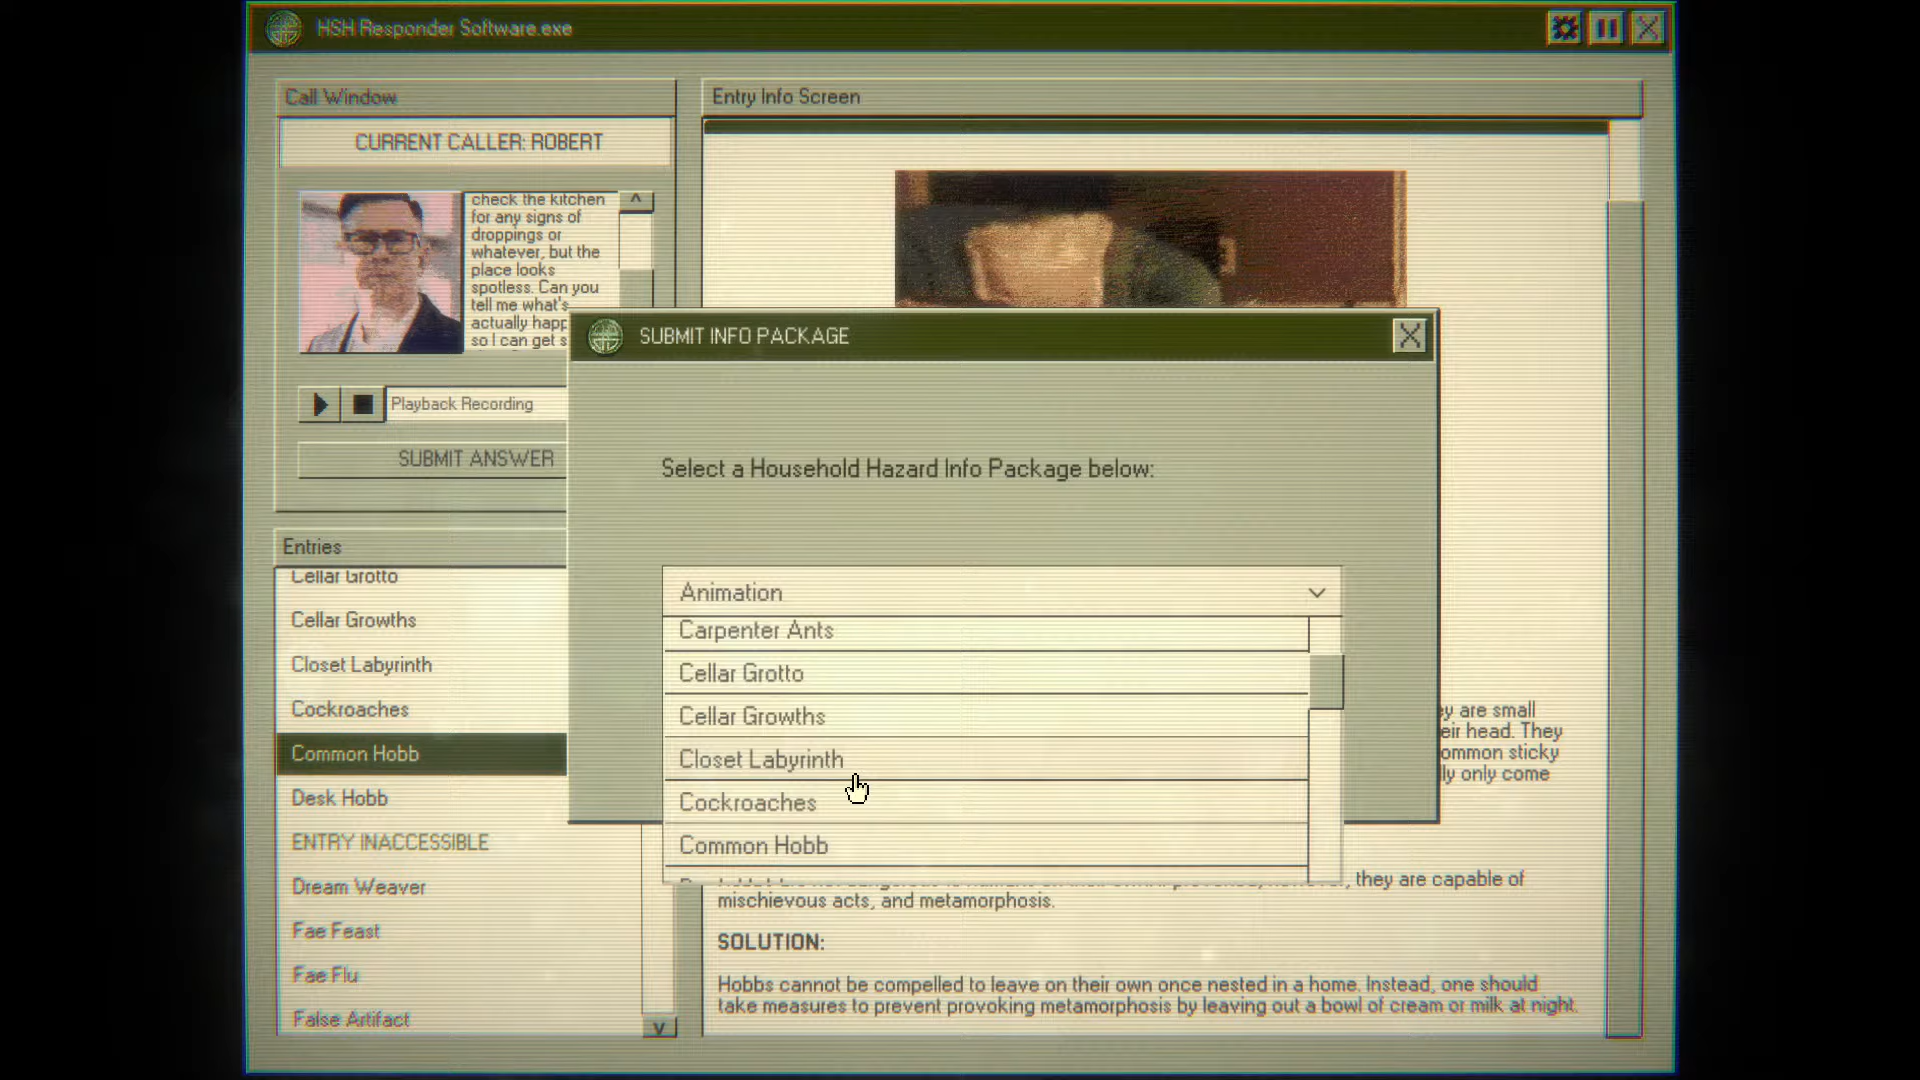 HSH Responder Software.exe
Call Window
CURRENT CALLER: ROBERT
check the kitchen
for any signs of
droppings or
whatever, but the
place looks
spotless. Can you
tell me what's
actually happ
so I can get s
Playback Recording
SUBMIT ANSWER
Entries
Cellar Grotto
Cellar Growths
Closet Labyrinth
Cockroaches
Common Hobb
Desk Hobb
ENTRY INACCESSIBLE
Dream Weaver
Fae Feast
Fae Flu
False Artifact
Entry Info Screen
SUBMIT INFO PACKAGE
Select a Household Hazard Info Package below:
Animation
Carpenter Ants
Cellar Grotto
Cellar Growths
Closet Labyrinth
Cockroaches
Common Hobb
ey are small
eir head. They
ommon sticky
ly only come
, they are capable of
mischievous acts, and metamorphosis.
SOLUTION:
Hobbs cannot be compelled to leave on their own once nested in a home. Instead, one should
take measures to prevent provoking metamorphosis by leaving out a bowl of cream or milk at night.